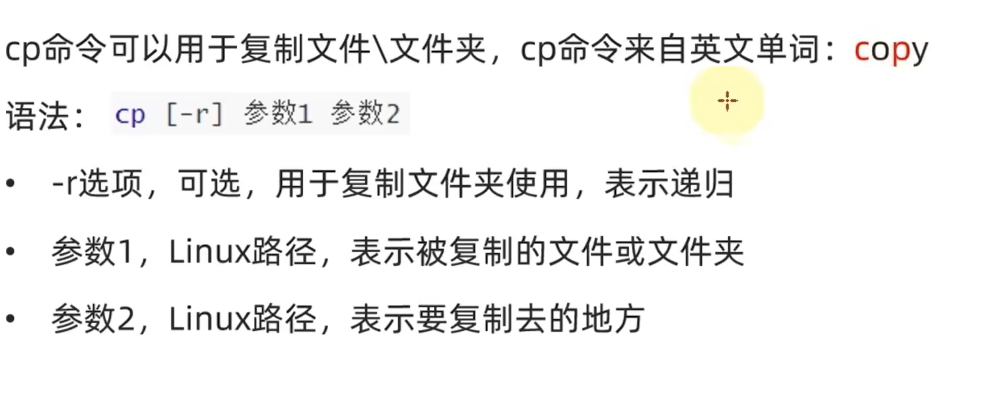 cp命令可以用于复制文件\文件夹，cp命令来自英文单词：copy
语法： cp [-r] 参数1 参数2
• -r选项，可选，用于复制文件夹使用，表示递归
• 参数1，Linux路径，表示被复制的文件或文件夹
• 参数2，Linux路径，表示要复制去的地方